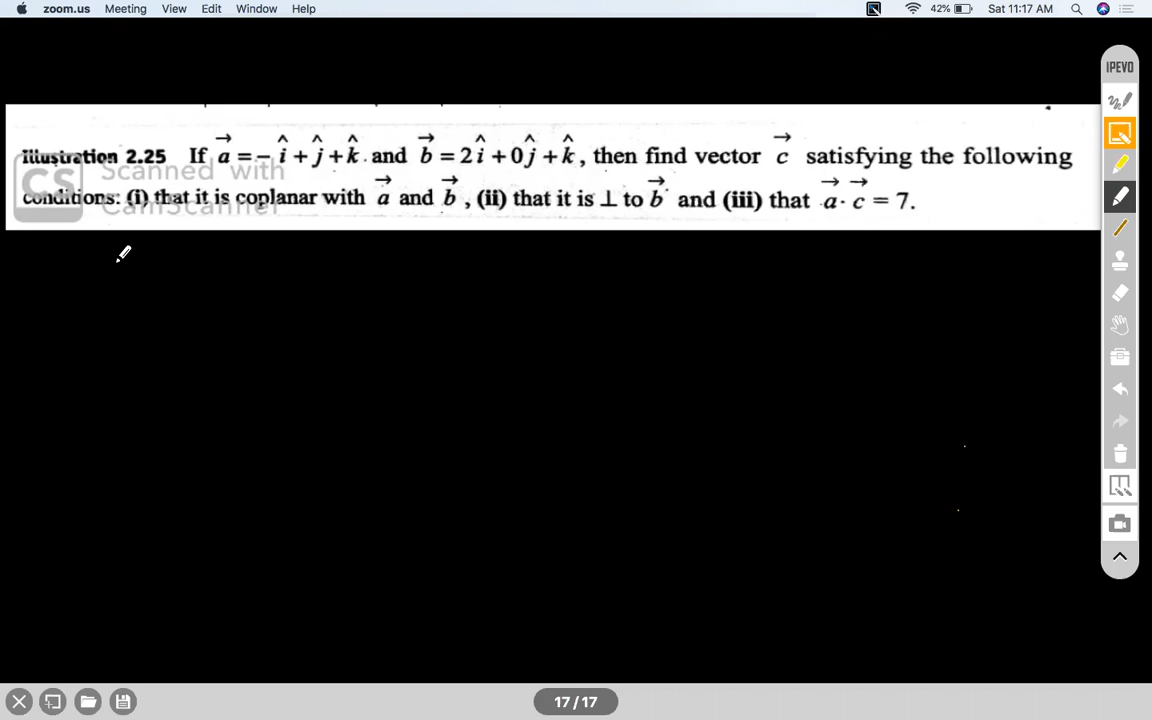 zoom.us Meeting View Edit Window Help 42% Sat 11:17 AM
IPEVO
Illustration 2.25 If a⃗ = – î + ĵ + k̂ and b⃗ = 2î + 0ĵ + k̂, then find vector c⃗ satisfying the following
conditions: (i) that it is coplanar with a⃗ and b⃗, (ii) that it is ⊥ to b⃗ and (iii) that a⃗· c⃗ = 7.
CS Scanned with
CamScanner
17/17